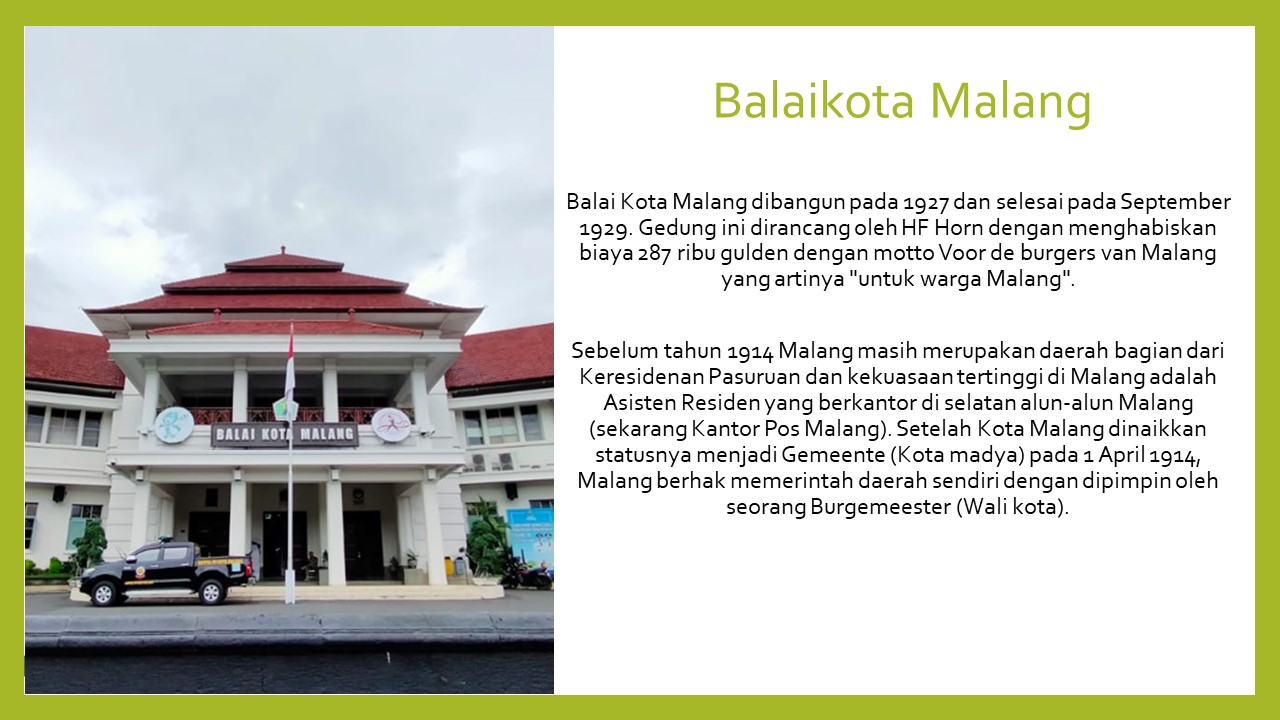 Balaikota Malang
Balai Kota Malang dibangun pada 1927 dan selesai pada September
1929. Gedung ini dirancang oleh HF Horn dengan menghabiskan
biaya 287 ribu gulden dengan motto Voor de burgers van Malang
yang artinya "untuk warga Malang".
Sebelum tahun 1914 Malang masih merupakan daerah bagian dari
Keresidenan Pasuruan dan kekuasaan tertinggi di Malang adalah
Asisten Residen yang berkantor di selatan alun-alun Malang
(sekarang Kantor Pos Malang). Setelah Kota Malang dinaikkan
statusnya menjadi Gemeente (Kota madya) pada 1 April 1914,
Malang berhak memerintah daerah sendiri dengan dipimpin oleh
seorang Burgemeester (Wali kota).
BALAI KOTA MALANG